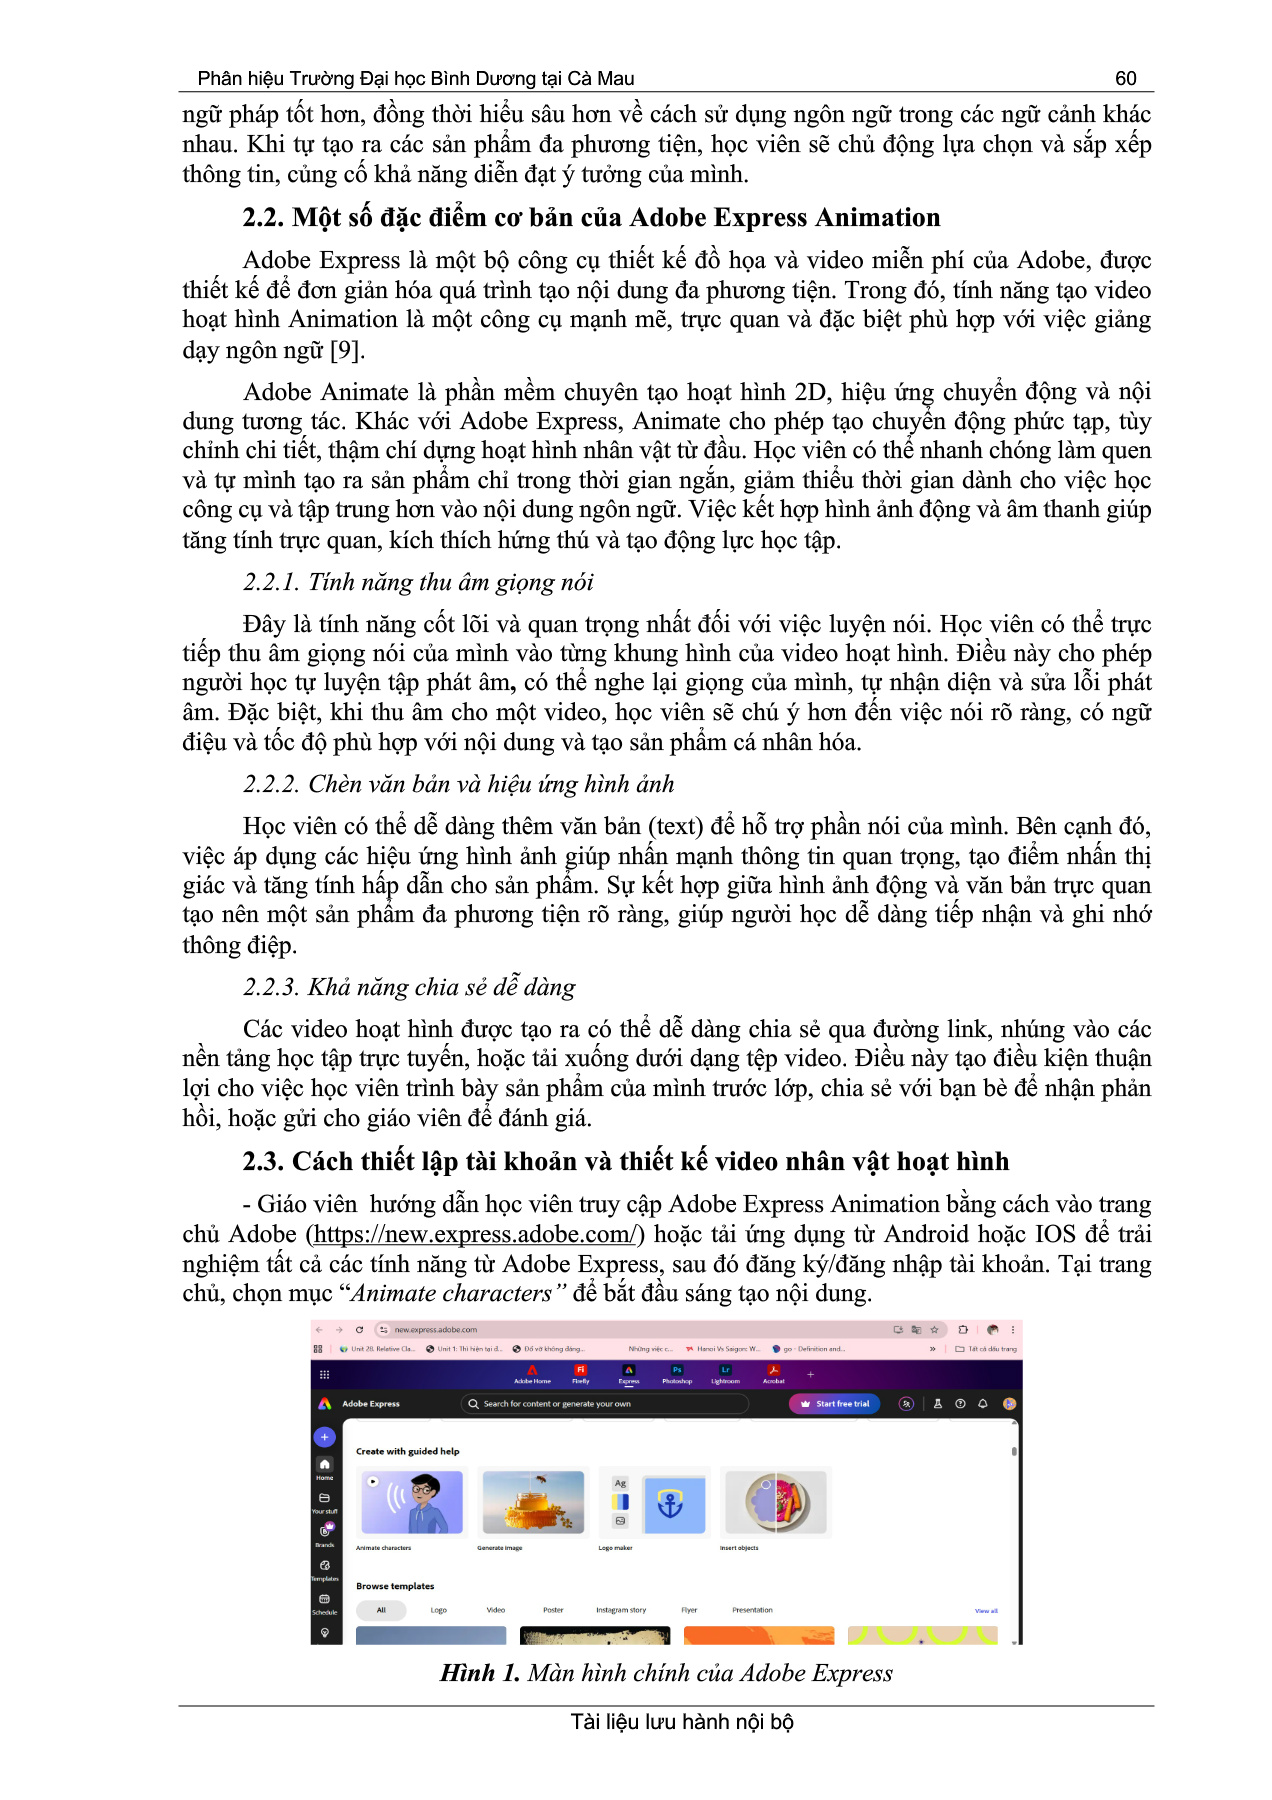 Phân hiệu Trường Đại học Bình Dương tại Cà Mau 60
ngữ pháp tốt hơn, đồng thời hiểu sâu hơn về cách sử dụng ngôn ngữ trong các ngữ cảnh khác
nhau. Khi tự tạo ra các sản phẩm đa phương tiện, học viên sẽ chủ động lựa chọn và sắp xếp
thông tin, củng cố khả năng diễn đạt ý tưởng của mình.
2.2. Một số đặc điểm cơ bản của Adobe Express Animation
Adobe Express là một bộ công cụ thiết kế đồ họa và video miễn phí của Adobe, được
thiết kế để đơn giản hóa quá trình tạo nội dung đa phương tiện. Trong đó, tính năng tạo video
hoạt hình Animation là một công cụ mạnh mẽ, trực quan và đặc biệt phù hợp với việc giảng
dạy ngôn ngữ [9].
Adobe Animate là phần mềm chuyên tạo hoạt hình 2D, hiệu ứng chuyển động và nội
dung tương tác. Khác với Adobe Express, Animate cho phép tạo chuyển động phức tạp, tùy
chỉnh chi tiết, thậm chí dựng hoạt hình nhân vật từ đầu. Học viên có thể nhanh chóng làm quen
và tự mình tạo ra sản phẩm chỉ trong thời gian ngắn, giảm thiểu thời gian dành cho việc học
công cụ và tập trung hơn vào nội dung ngôn ngữ. Việc kết hợp hình ảnh động và âm thanh giúp
tăng tính trực quan, kích thích hứng thú và tạo động lực học tập.
2.2.1. Tính năng thu âm giọng nói
Đây là tính năng cốt lõi và quan trọng nhất đối với việc luyện nói. Học viên có thể trực
tiếp thu âm giọng nói của mình vào từng khung hình của video hoạt hình. Điều này cho phép
người học tự luyện tập phát âm, có thể nghe lại giọng của mình, tự nhận diện và sửa lỗi phát
âm. Đặc biệt, khi thu âm cho một video, học viên sẽ chú ý hơn đến việc nói rõ ràng, có ngữ
điệu và tốc độ phù hợp với nội dung và tạo sản phẩm cá nhân hóa.
2.2.2. Chèn văn bản và hiệu ứng hình ảnh
Học viên có thể dễ dàng thêm văn bản (text) để hỗ trợ phần nói của mình. Bên cạnh đó,
việc áp dụng các hiệu ứng hình ảnh giúp nhấn mạnh thông tin quan trọng, tạo điểm nhấn thị
giác và tăng tính hấp dẫn cho sản phẩm. Sự kết hợp giữa hình ảnh động và văn bản trực quan
tạo nên một sản phẩm đa phương tiện rõ ràng, giúp người học dễ dàng tiếp nhận và ghi nhớ
thông điệp.
2.2.3. Khả năng chia sẻ dễ dàng
Các video hoạt hình được tạo ra có thể dễ dàng chia sẻ qua đường link, nhúng vào các
nền tảng học tập trực tuyến, hoặc tải xuống dưới dạng tệp video. Điều này tạo điều kiện thuận
lợi cho việc học viên trình bày sản phẩm của mình trước lớp, chia sẻ với bạn bè để nhận phản
hồi, hoặc gửi cho giáo viên để đánh giá.
2.3. Cách thiết lập tài khoản và thiết kế video nhân vật hoạt hình
- Giáo viên hướng dẫn học viên truy cập Adobe Express Animation bằng cách vào trang
chủ Adobe (https://new.express.adobe.com/) hoặc tải ứng dụng từ Android hoặc IOS để trải
nghiệm tất cả các tính năng từ Adobe Express, sau đó đăng ký/đăng nhập tài khoản. Tại trang
chủ, chọn mục “Animate characters” để bắt đầu sáng tạo nội dung.
new.express.adobe.com
Unit 2B. Relative Cla... Unit 1: Thì hiện tại đ... Đố vờ không đăng... Những việc c... Hanoi Vs Saigon: W... go - Definition and... » Tất cả dấu trang
Adobe Home Firefly Express Photoshop Lightroom Acrobat
Adobe Express Search for content or generate your own Start free trial
Create with guided help
Home
Your stuff
Brands
Templates
Schedule
Ag
Animate characters Generate image Logo maker Insert objects
Browse templates
All Logo Video Poster Instagram story Flyer Presentation View all
Hình 1. Màn hình chính của Adobe Express
Tài liệu lưu hành nội bộ